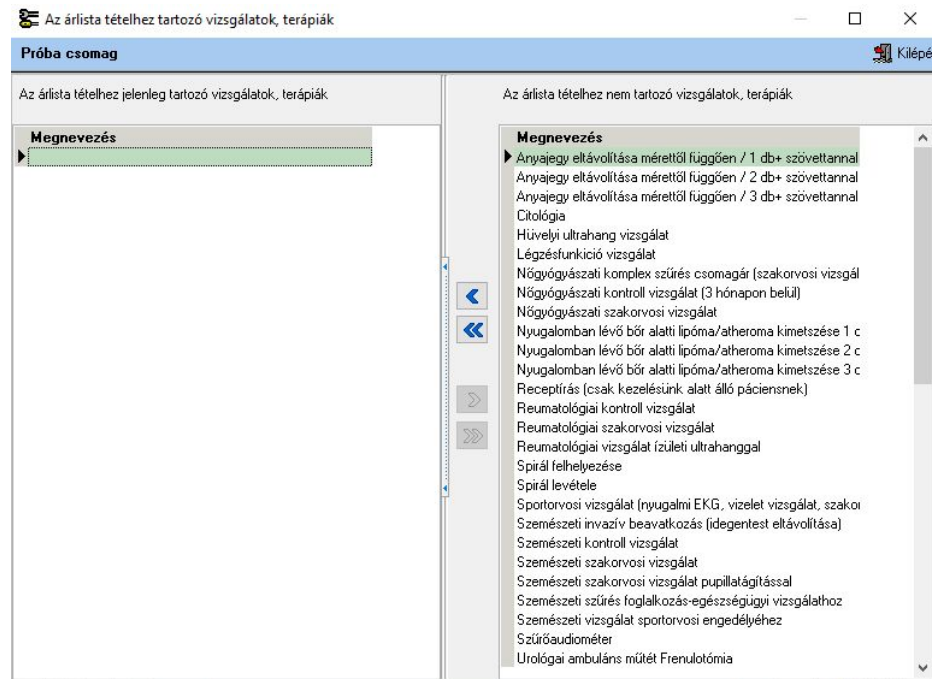 Az árlista tételhez tartozó vizsgálatok, terápiák
Próba csomag
Kilépé
Az árlista tételhez jelenleg tartozó vizsgálatok, terápiák
Megnevezés
Az árlista tételhez nem tartozó vizsgálatok, terápiák
Megnevezés
Anyajegy eltávolítása mérettől függően / 1 db+ szövettannal
Anyajegy eltávolítása mérettől függően / 2 db+ szövettannal
Anyajegy eltávolítása mérettől függően / 3 db+ szövettannal
Citológia
Hüvelyi ultrahang vizsgálat
Légzésfunkició vizsgálat
Nőgyógyászati komplex szűrés csomagár (szakorvosi vizsgál
Nőgyógyászati kontroll vizsgálat (3 hónapon belül)
Nőgyógyászati szakorvosi vizsgálat
Nyugalomban lévő bőr alatti lipóma/atheroma kimetszése 1 c
Nyugalomban lévő bőr alatti lipóma/atheroma kimetszése 2 c
Nyugalomban lévő bőr alatti lipóma/atheroma kimetszése 3 c
Receptírás (csak kezelésünk alatt álló páciensnek)
Reumatológiai kontroll vizsgálat
Reumatológiai szakorvosi vizsgálat
Reumatológiai vizsgálat ízületi ultrahanggal
Spirál felhelyezése
Spirál levétele
Sportorvosi vizsgálat (nyugalmi EKG, vizelet vizsgálat, szakor
Szemészeti invazív beavatkozás (idegentest eltávolítása)
Szemészeti kontroll vizsgálat
Szemészeti szakorvosi vizsgálat
Szemészeti szakorvosi vizsgálat pupillatágítással
Szemészeti szűrés foglalkozás-egészségügyi vizsgálathoz
Szemészeti vizsgálat sportorvosi engedélyéhez
Szűrőaudiométer
Urológai ambuláns műtét Frenulotómia